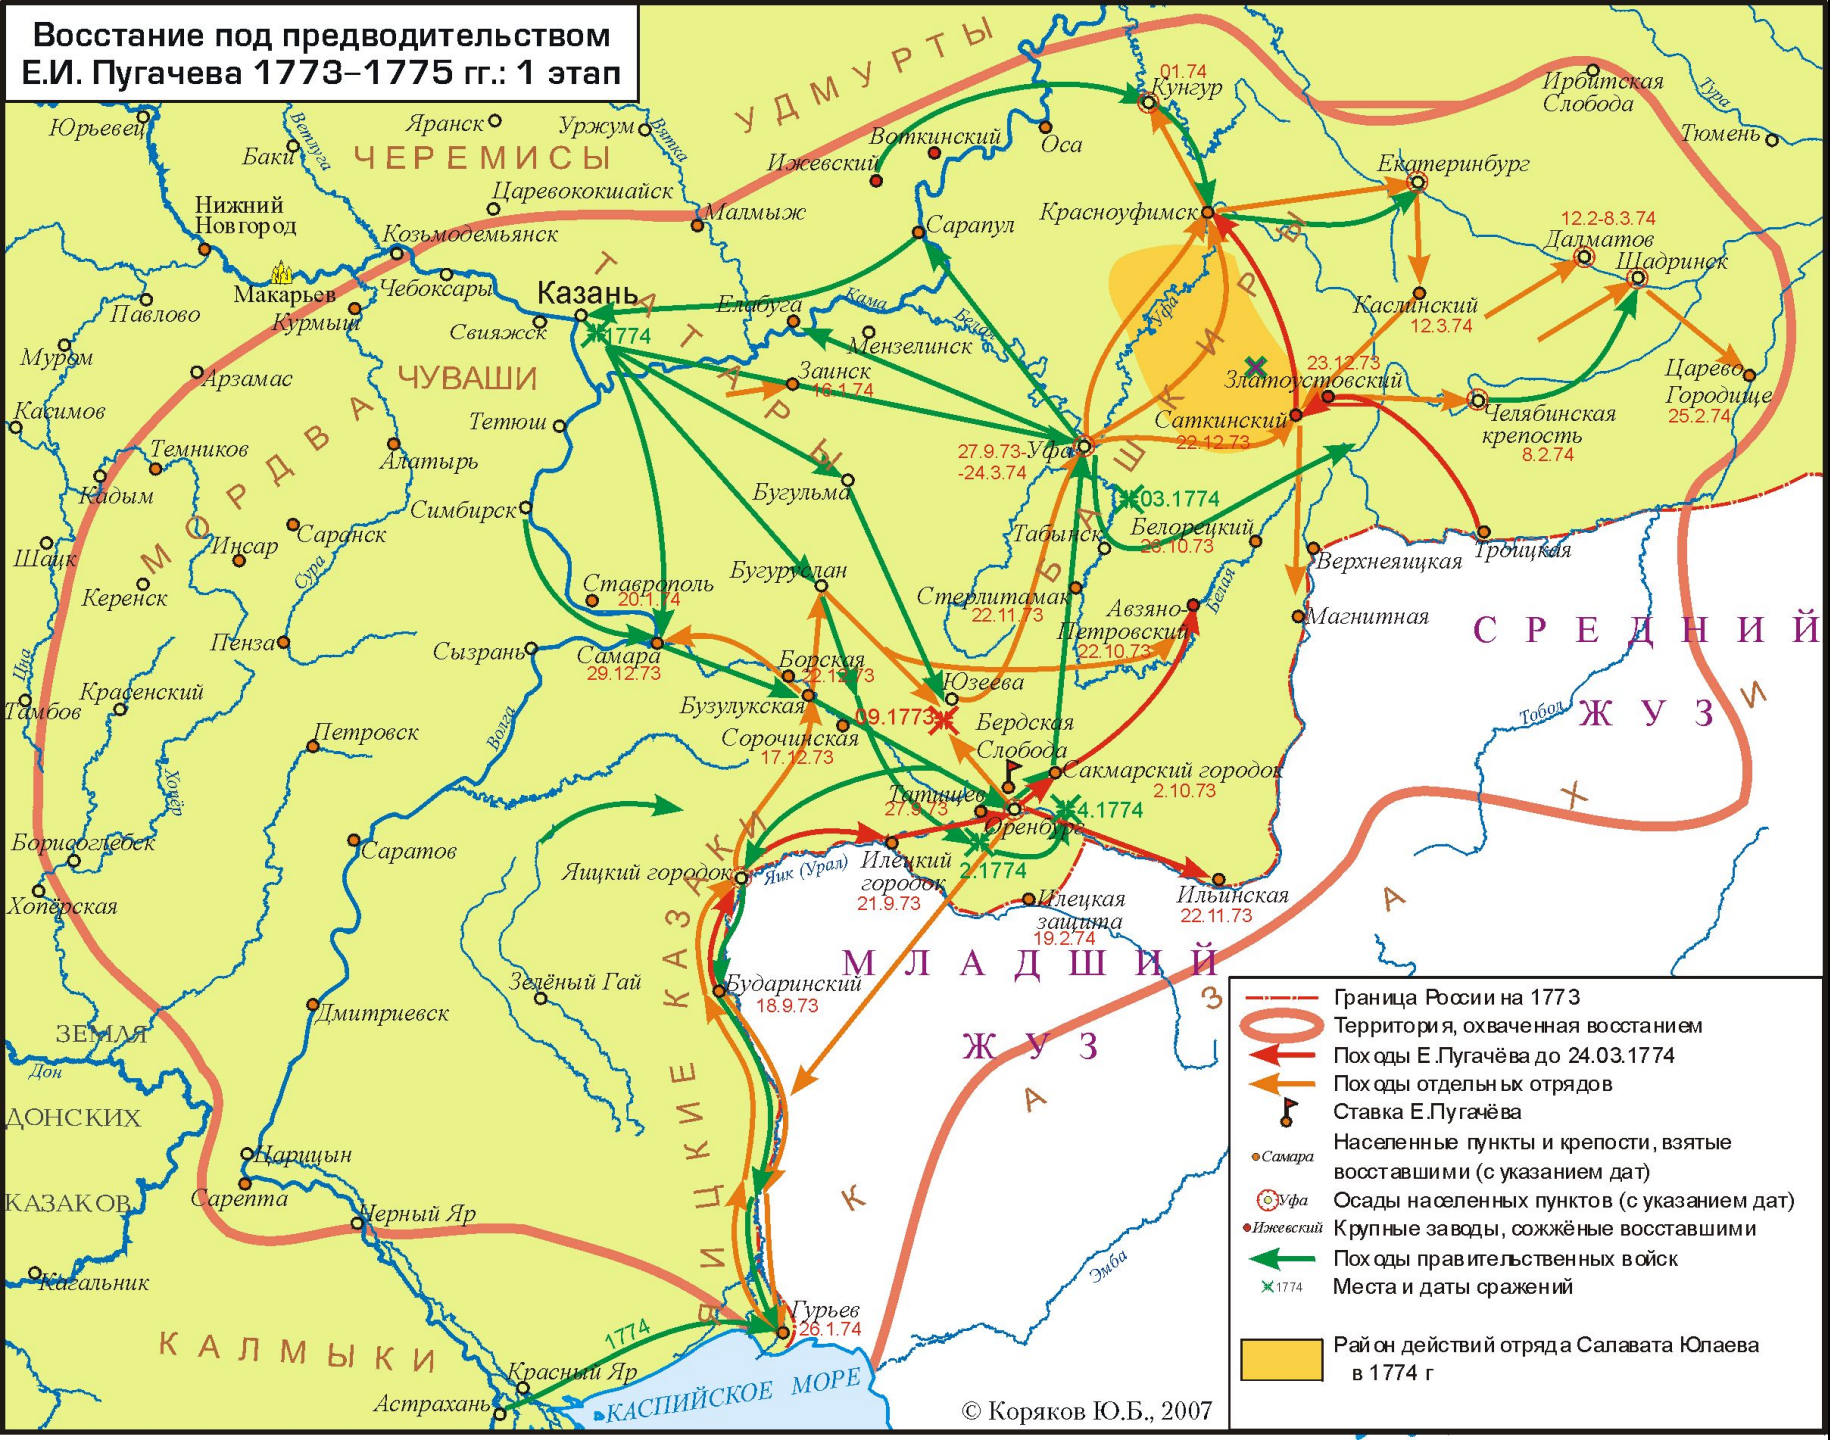 Восстание под предводительством
Е.И. Пугачева 1773–1775 гг.: 1 этап
УДМУРТЫ
01.74
Кунгур
Ирбитская
Слобода
Тура
Тюмень
Юрьевец
Ветлуга
Яранск
Уржум
Вятка
Воткинский
Оса
Баки
ЧЕРЕМИСЫ
Ижевский
Екатеринбург
Царевококшайск
Нижний
Новгород
Малмыж
Красноуфимск
12.2-8.3.74
Далматов
Козьмодемьянск
Сарапул
Шадринск
Макарьев
Чебоксары
Казань
Елабуга
Кама
Белая
Уфа
Каслинский
12.3.74
Павлово
Курмыш
Свияжск
1774
Мензелинск
Муром
Арзамас
ЧУВАШИ
ТАТАРЫ
Заинск
16.1.74
23.12.73
Златоустовский
Царево
Городище
25.2.74
Касимов
Тетюш
Саткинский
22.12.73
Челябинская
крепость
8.2.74
БАШКИРЫ
МОРДВА
Темников
Алатырь
27.9.73-
-24.3.74
Уфа
Кадым
Бугульма
03.1774
Симбирск
Саранск
Инсар
Табынск
Белорецкий
23.10.73
Шацк
Сура
Верхнеяицкая
Троицкая
Керенск
Ставрополь
20.1.74
Бугуруслан
Стерлитамак
22.11.73
Авзяно-
Петровский
22.10.73
Белая
Магнитная
СРЕДНИЙ
ЖУЗ
Цна
Пенза
Сызрань
Самара
29.12.73
Борская
22.12.73
Юзеева
Тамбов
Красенский
Бузулукская
09.1773
Бердская
Слобода
Тобол
Петровск
Волга
Сорочинская
17.12.73
Хопёр
Татищев
27.9.73
Сакмарский городок
2.10.73
Оренбург
4.1774
Борисоглебск
Саратов
Яицкий городок
Яик (Урал)
Илецкий
городок
21.9.73
2.1774
Ильинская
22.11.73
Хопёрская
Илецкая
защита
19.2.74
МЛАДШИЙ
ЖУЗ
КАЗАХИ
ЯИЦКИЕ КАЗАКИ
Зелёный Гай
Бударинский
18.9.73
Дмитриевск
ЗЕМЛЯ
Дон
ДОНСКИХ
КАЗАКОВ
Царицын
Сарепта
Черный Яр
Кагальник
Эмба
КАЛМЫКИ
1774
Гурьев
26.1.74
Красный Яр
Астрахань
КАСПИЙСКОЕ МОРЕ
© Коряков Ю.Б., 2007
Граница России на 1773
Территория, охваченная восстанием
Походы Е.Пугачёва до 24.03.1774
Походы отдельных отрядов
Ставка Е.Пугачёва
Самара
Населенные пункты и крепости, взятые
восставшими (с указанием дат)
Уфа
Осады населенных пунктов (с указанием дат)
Ижевский
Крупные заводы, сожжёные восставшими
Походы правительственных войск
1774
Места и даты сражений
Район действий отряда Салавата Юлаева
в 1774 г